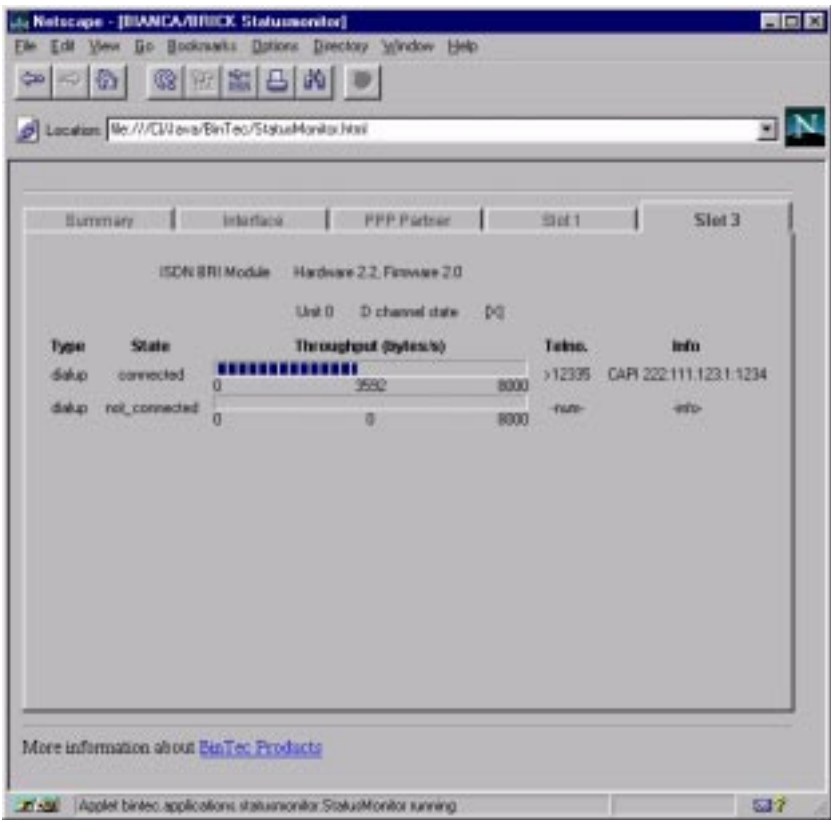 Netscape - [BIANCA/BRICK Statusmonitor]
File Edit View Go Bookmarks Options Directory Window Help
Location: file:///C|/Java/BinTec/StatusMonitor.html
N
Summary Interface PPP Partner Slot 1 Slot 3
ISDN BRI Module Hardware 2.2, Firmware 2.0
Unit 0 D channel state [X]
Type State Throughput (bytes/s) Telno. Info
dialup connected 0 3592 8000 >12335 CAPI 222.111.123.1:1234
dialup not_connected 0 0 8000 -num- -info-
More information about BinTec Products
Applet bintec.applications.statusmonitor.StatusMonitor running